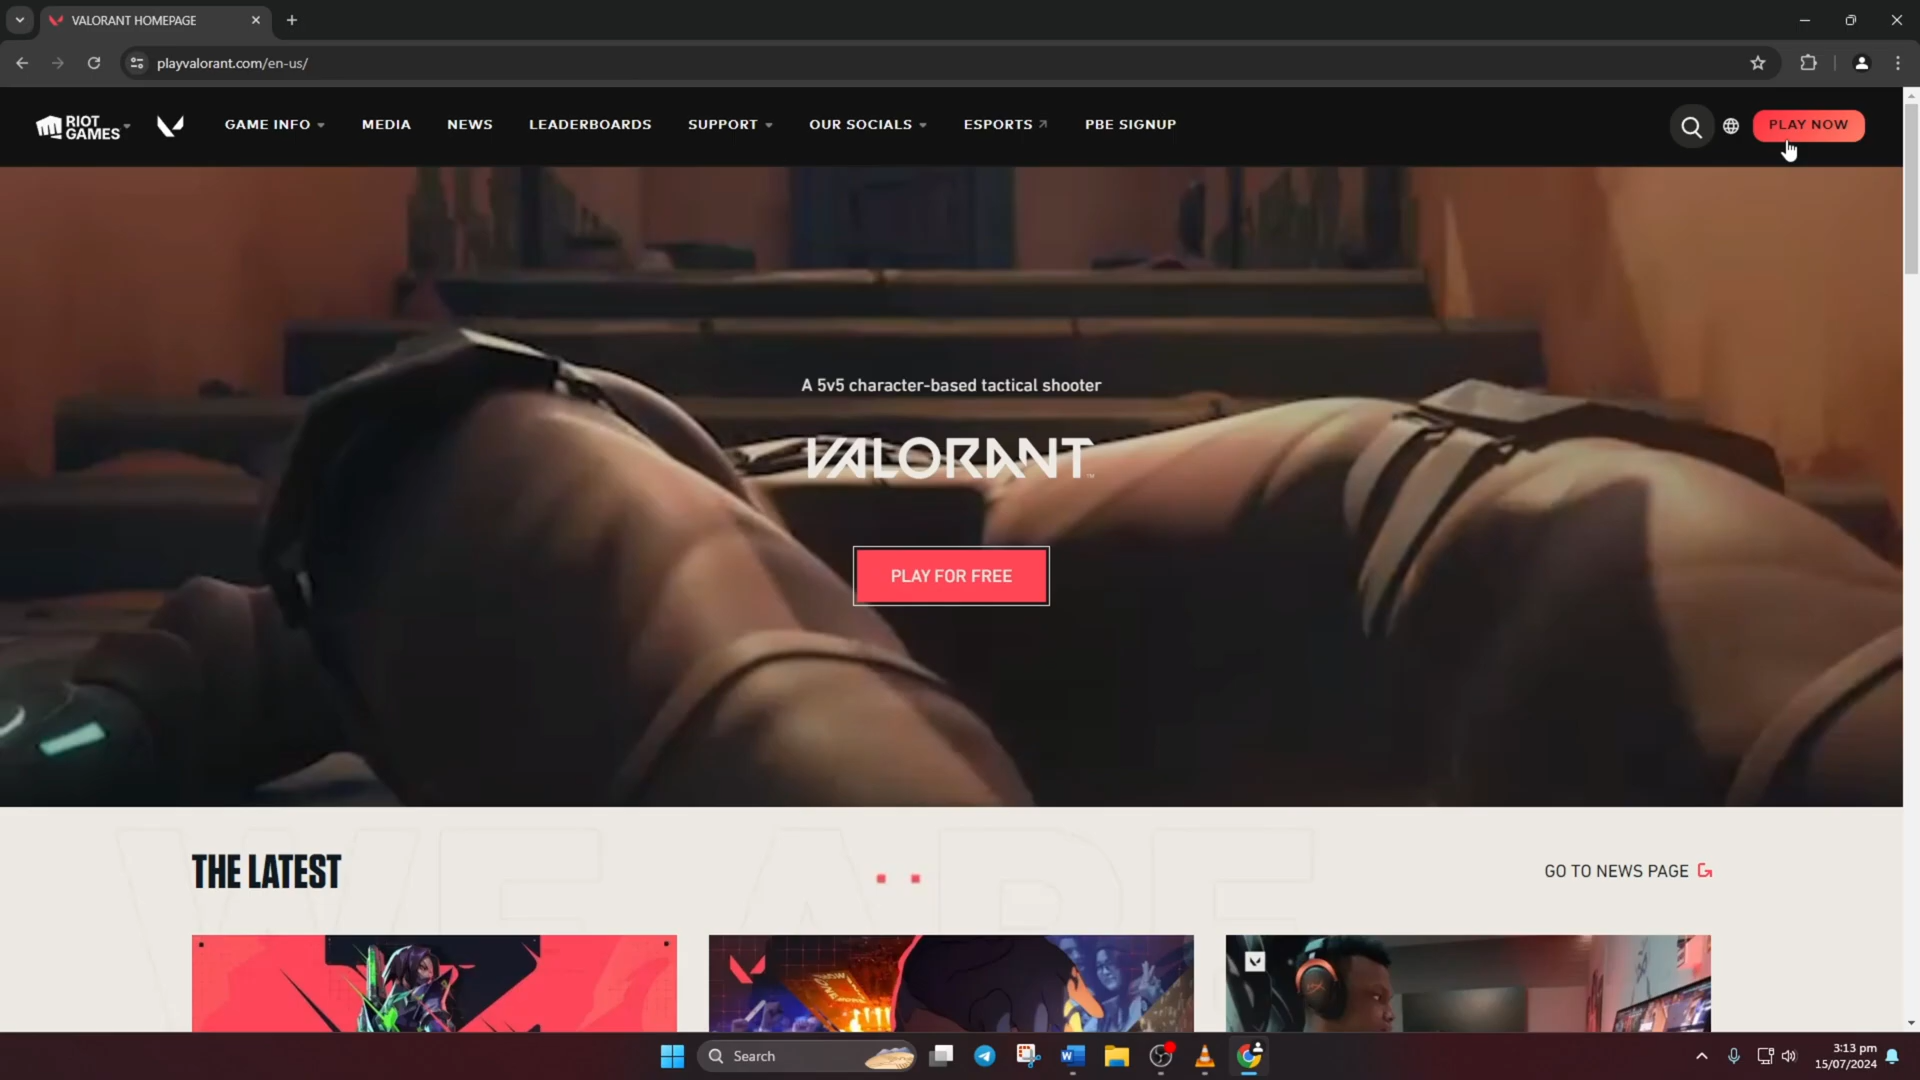 VALORANT HOMEPAGE
playvalorant.com/en-us/
RIOT GAMES
GAME INFO
MEDIA
NEWS
LEADERBOARDS
SUPPORT
OUR SOCIALS
ESPORTS
PBE SIGNUP
PLAY NOW
A 5v5 character-based tactical shooter
VALORANT
PLAY FOR FREE
WE ARE
THE LATEST
GO TO NEWS PAGE
Search
3:13 pm
15/07/2024